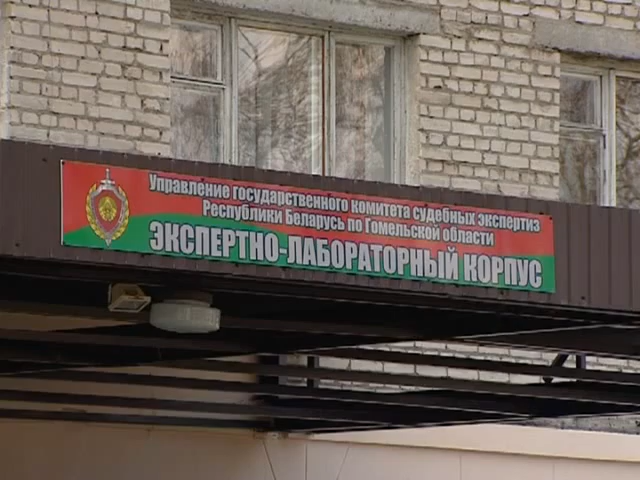 Управление государственного комитета судебных экспертиз
Республики Беларусь по Гомельской области
ЭКСПЕРТНО-ЛАБОРАТОРНЫЙ КОРПУС